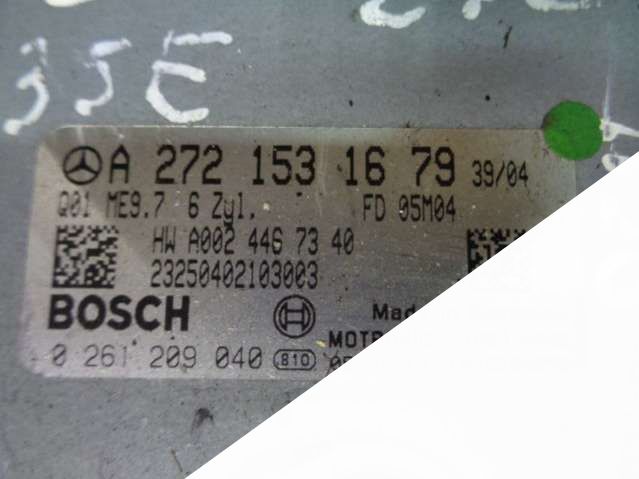 35E
A 272 153 16 79 39/04
Q01 ME9.7 6 Zyl. FD 05M04
HW A002 446 73 40
23250402103003
BOSCH
0 261 209 040 810